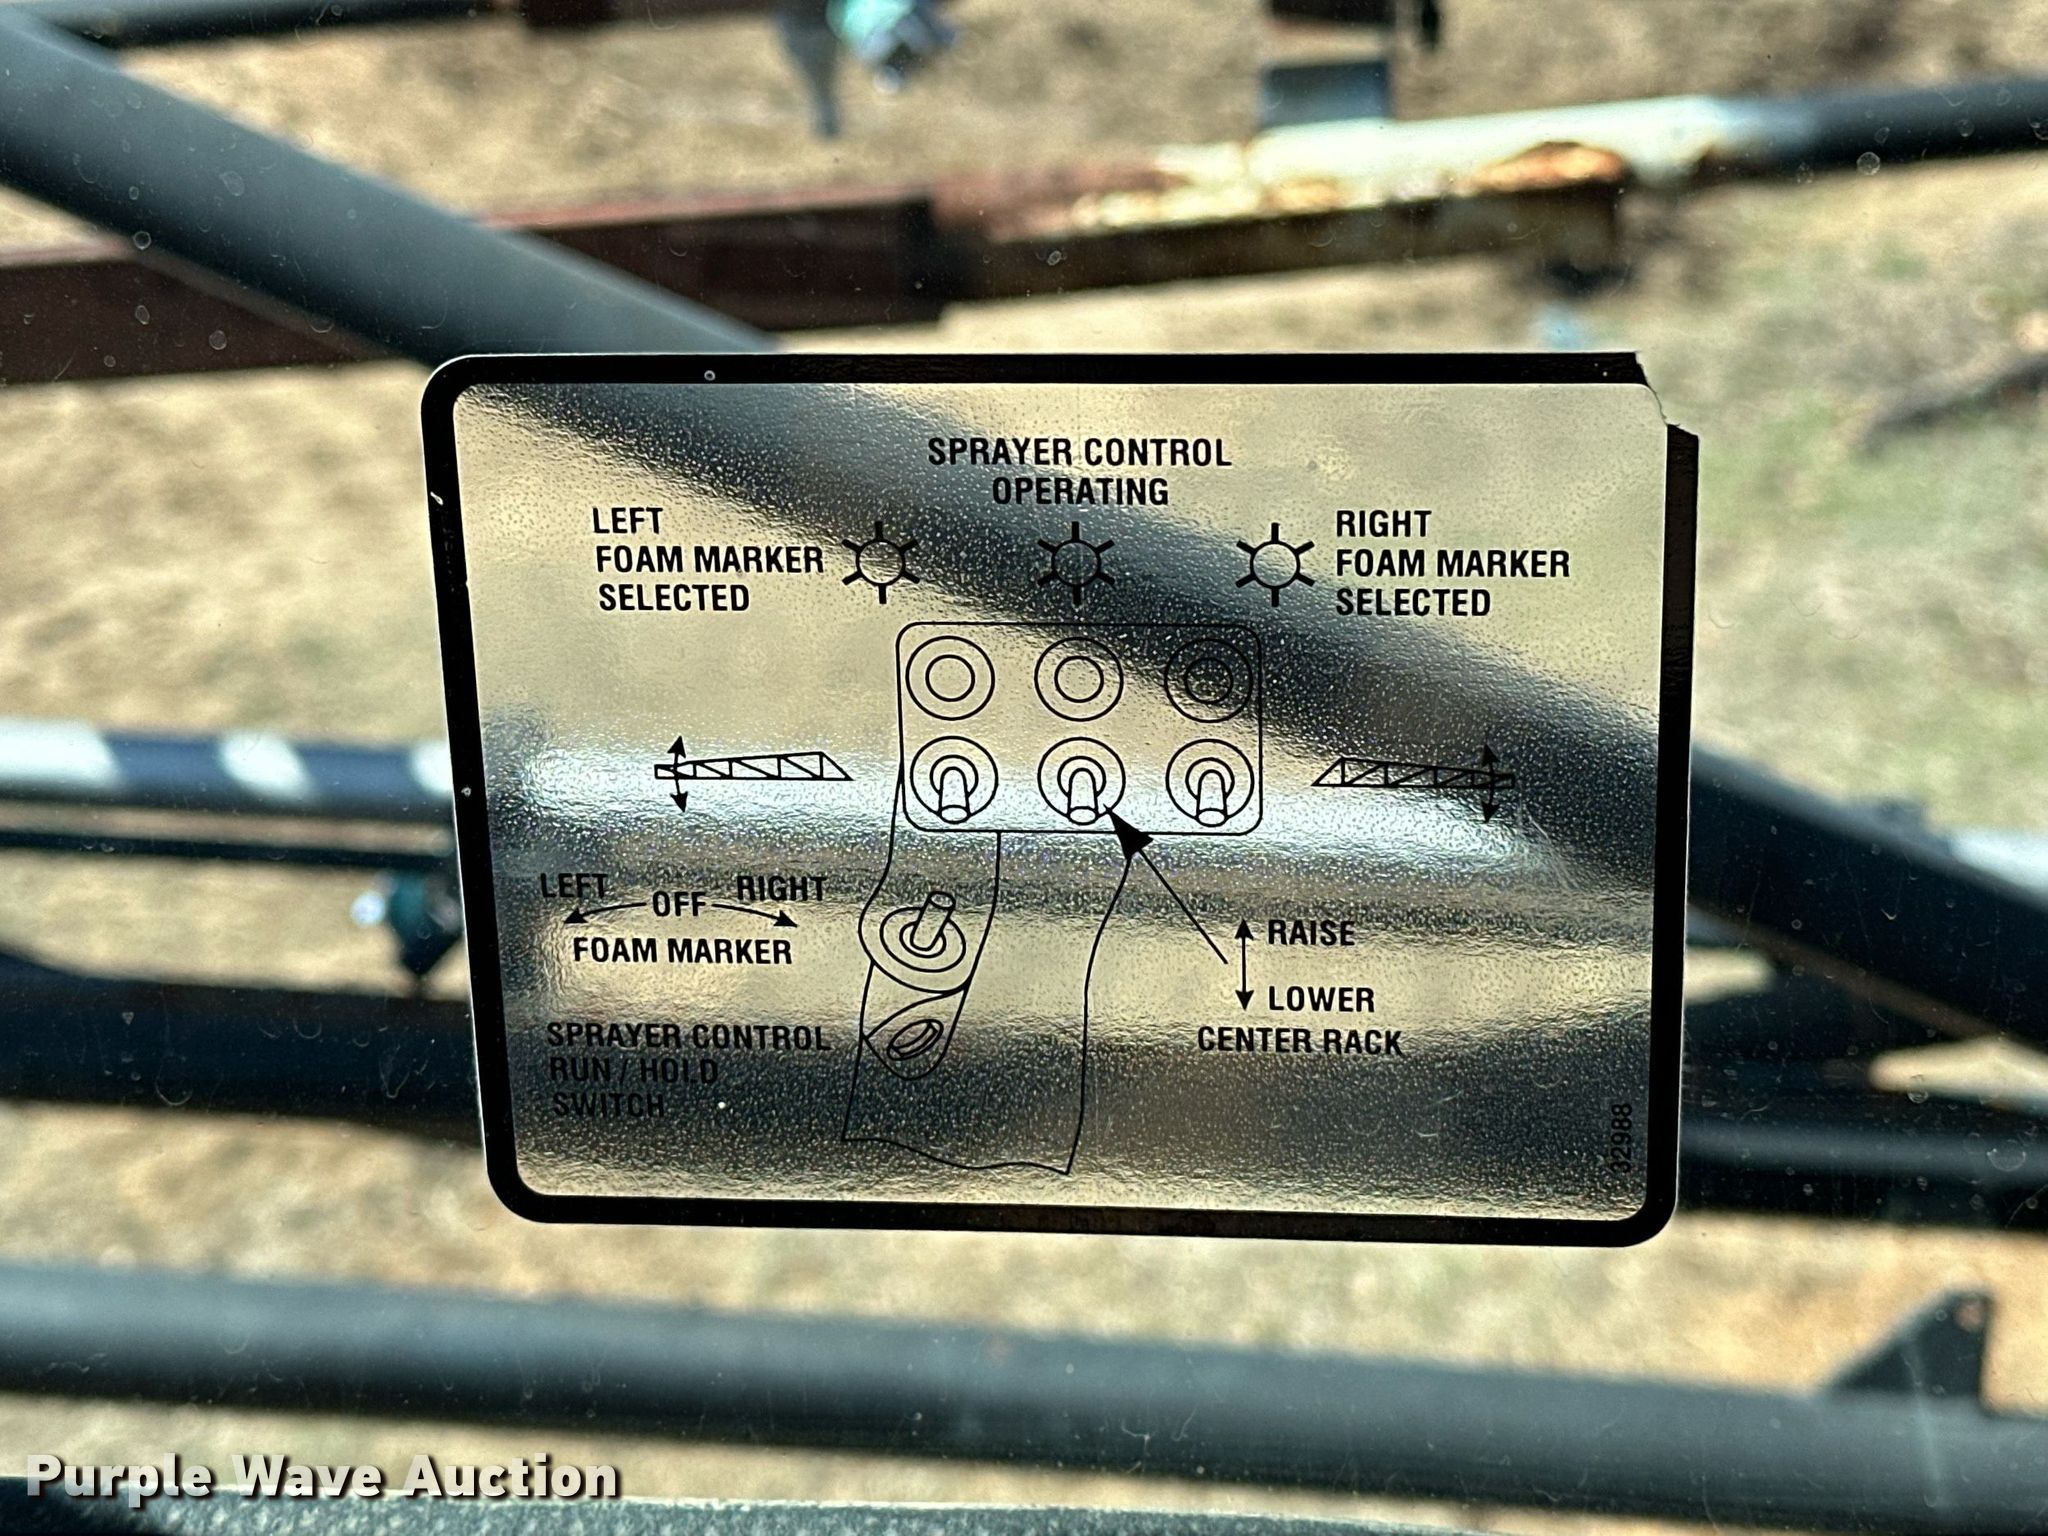 SPRAYER CONTROL
OPERATING
LEFT
FOAM MARKER
SELECTED
RIGHT
FOAM MARKER
SELECTED
LEFT OFF RIGHT
FOAM MARKER
RAISE
LOWER
CENTER RACK
SPRAYER CONTROL
RUN / HOLD
SWITCH
32988
Purple Wave Auction